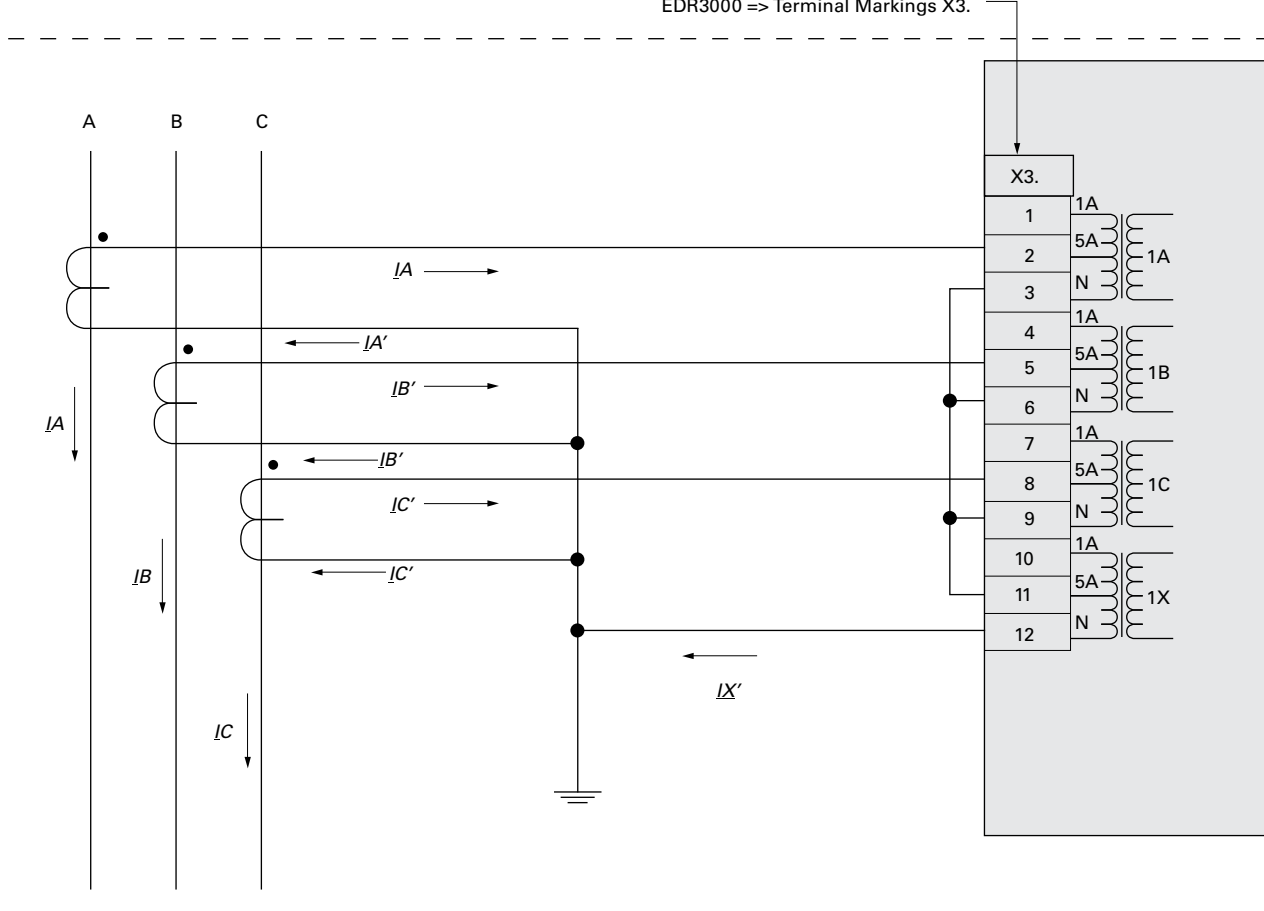 EDR3000 => Terminal Markings X3.
A B C
X3.
1 1A
2 5A 1A
IA
3 N
4 1A
IA′
5 5A 1B
IB′
6 N
IA
7 1A
IB′
8 5A 1C
IC′
9 N
10 1A
IC′
IB
11 5A 1X
12 N
IX′
IC